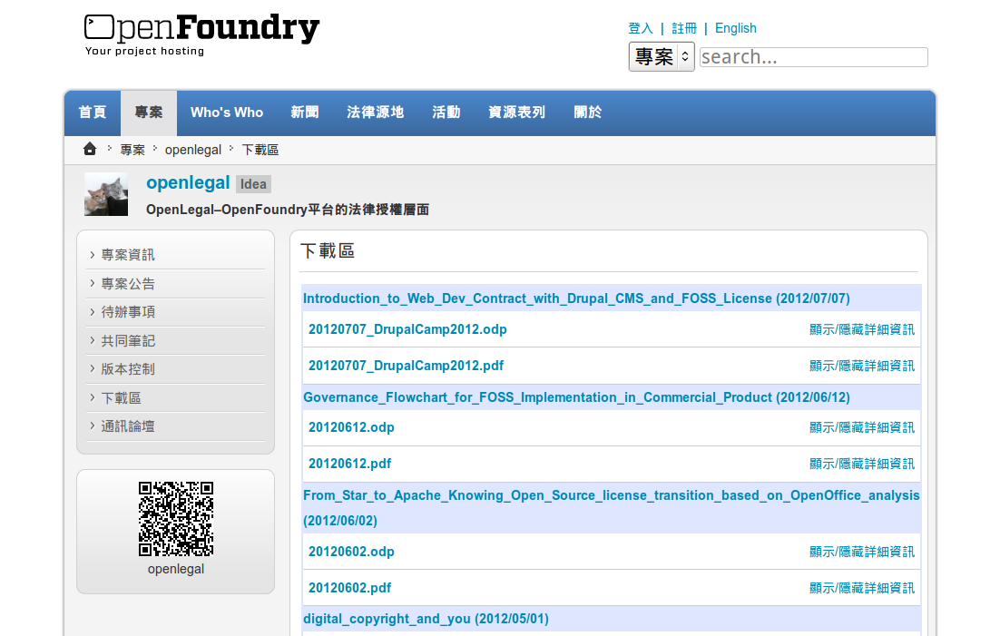 OpenFoundry
Your project hosting
登入 | 註冊 | English
專案 search...
首頁 專案 Who's Who 新聞 法律源地 活動 資源表列 關於
專案 openlegal 下載區
openlegal Idea
OpenLegal–OpenFoundry平台的法律授權層面
專案資訊
專案公告
待辦事項
共同筆記
版本控制
下載區
通訊論壇
openlegal
下載區
Introduction_to_Web_Dev_Contract_with_Drupal_CMS_and_FOSS_License (2012/07/07)
20120707_DrupalCamp2012.odp 顯示/隱藏詳細資訊
20120707_DrupalCamp2012.pdf 顯示/隱藏詳細資訊
Governance_Flowchart_for_FOSS_Implementation_in_Commercial_Product (2012/06/12)
20120612.odp 顯示/隱藏詳細資訊
20120612.pdf 顯示/隱藏詳細資訊
From_Star_to_Apache_Knowing_Open_Source_license_transition_based_on_OpenOffice_analysis
(2012/06/02)
20120602.odp 顯示/隱藏詳細資訊
20120602.pdf 顯示/隱藏詳細資訊
digital_copyright_and_you (2012/05/01)